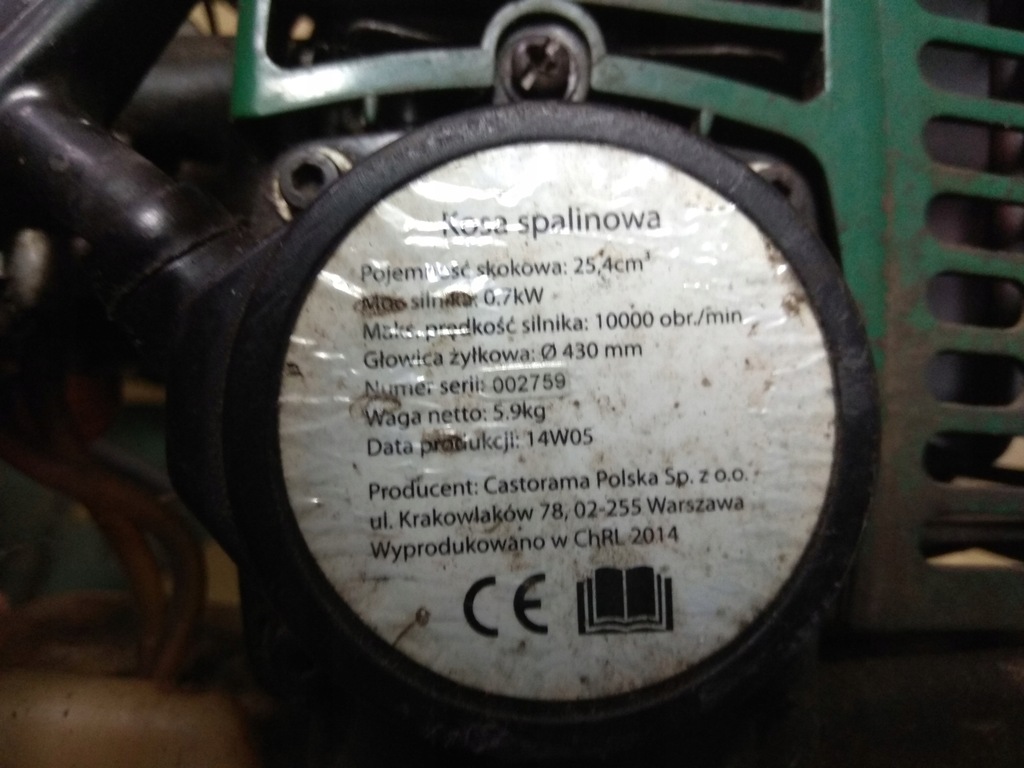 Kosa spalinowa
Pojemność skokowa: 25,4cm³
Moc silnika: 0.7kW
Maks. prędkość silnika: 10000 obr./min
Głowica żyłkowa: Ø 430 mm
Numer serii: 002759
Waga netto: 5.9kg
Data produkcji: 14W05
Producent: Castorama Polska Sp. z o.o.
ul. Krakowiaków 78, 02-255 Warszawa
Wyprodukowano w ChRL 2014
CE